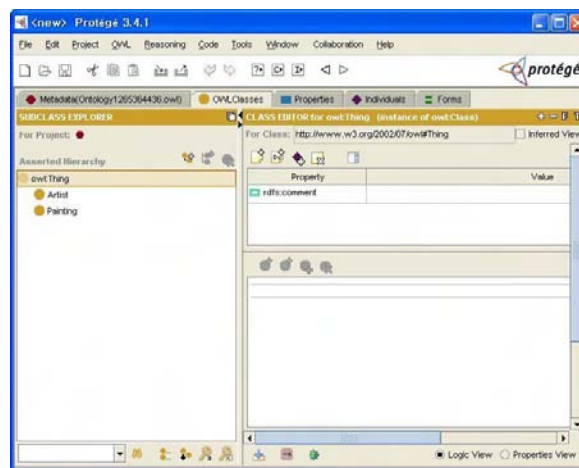 <new> Protégé 3.4.1
File Edit Project OWL Reasoning Code Tools Window Collaboration Help
protégé
Metadata(Ontology1265364436.owl) OWLClasses Properties Individuals Forms
SUBCLASS EXPLORER
For Project:
Asserted Hierarchy
owl:Thing
Artist
Painting
CLASS EDITOR for owl:Thing (instance of owl:Class)
For Class: http://www.w3.org/2002/07/owl#Thing Inferred View
Property Value
rdfs:comment
Logic View Properties View